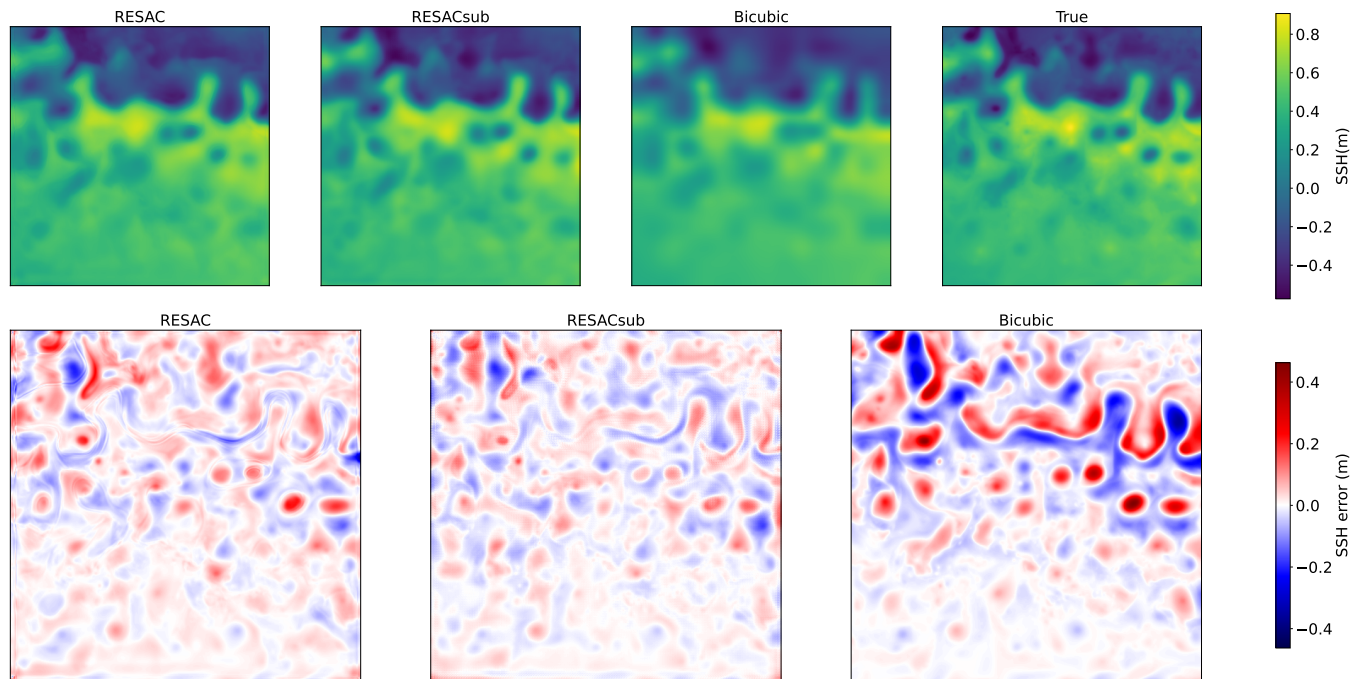 RESAC
RESACsub
Bicubic
True
0.8
0.6
0.4
0.2
0.0
−0.2
−0.4
SSH(m)
RESAC
RESACsub
Bicubic
0.4
0.2
0.0
−0.2
−0.4
SSH error (m)